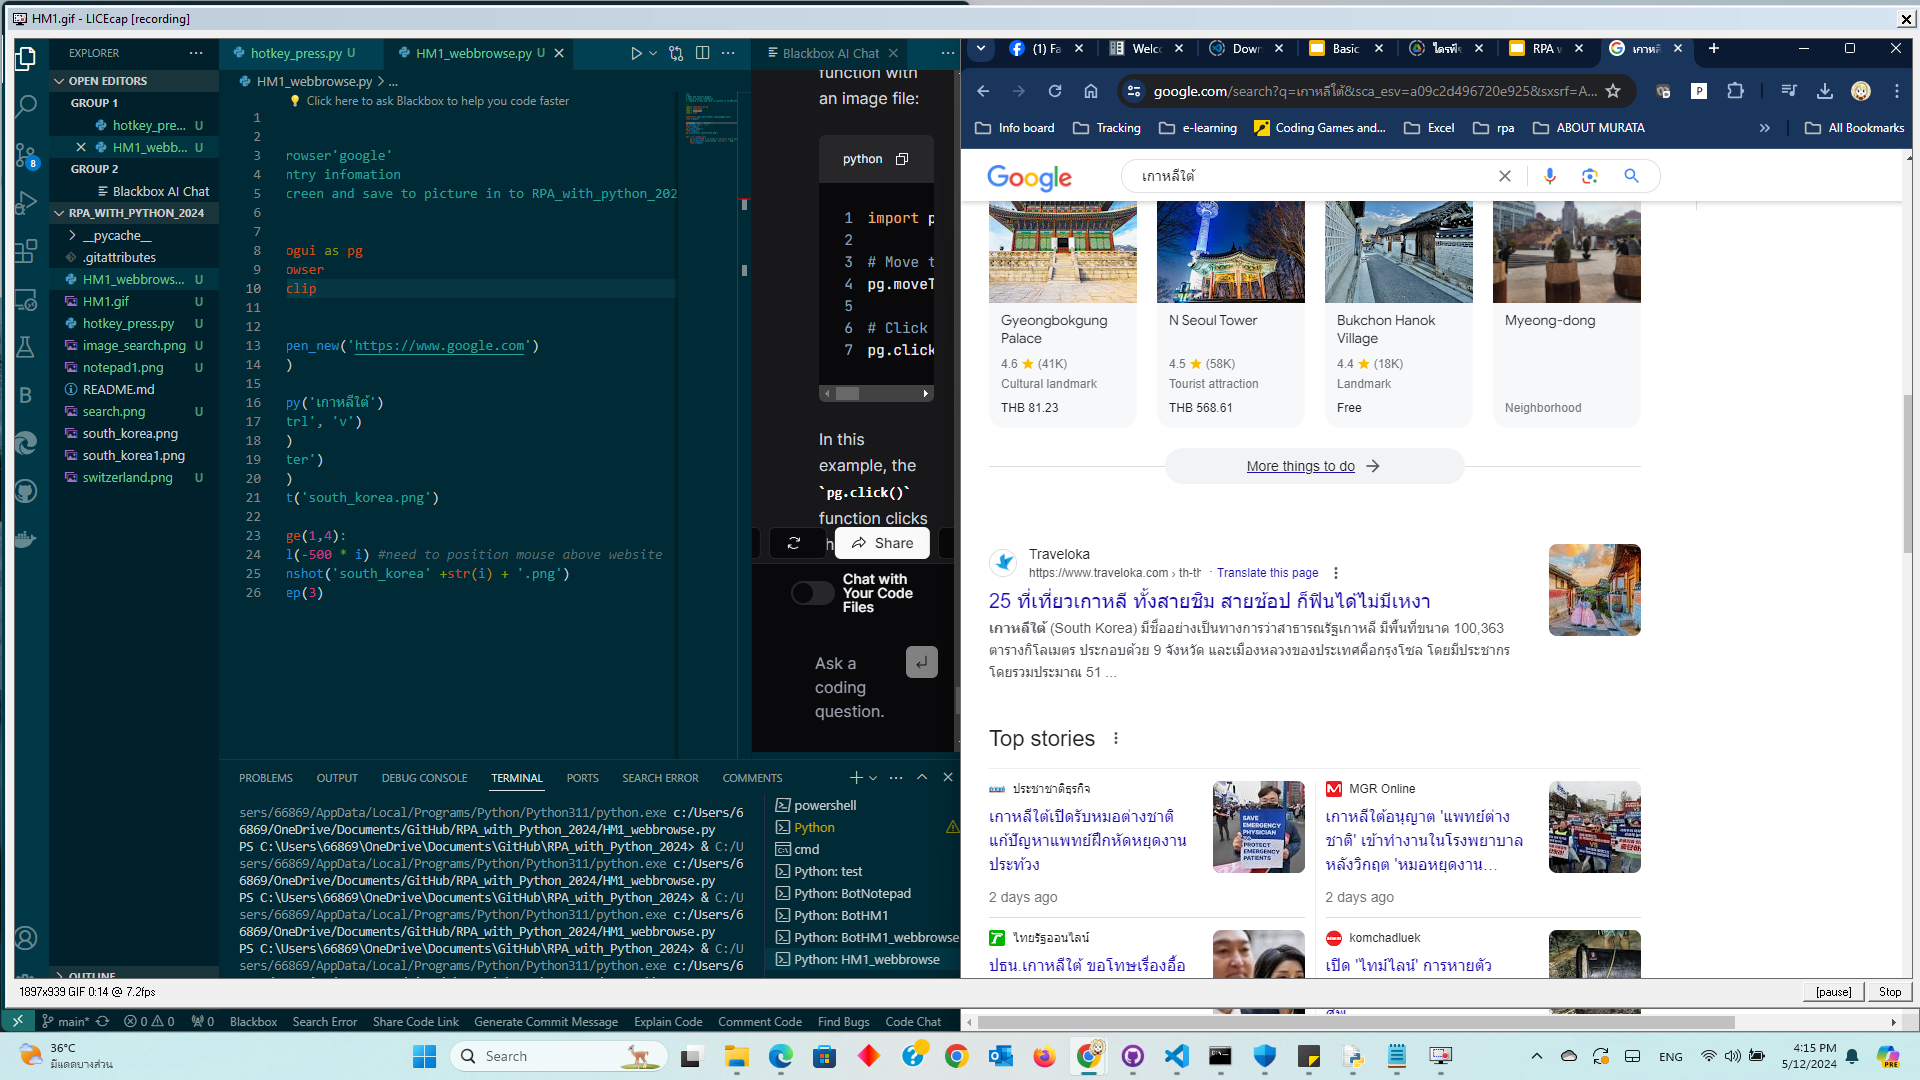 HM1.gif - LICEcap [recording]
EXPLORER
OPEN EDITORS
GROUP 1
hotkey_pre... U
HM1_webb... U
GROUP 2
Blackbox AI Chat
RPA_WITH_PYTHON_2024
__pycache__
.gitattributes
HM1_webbrows... U
HM1.gif U
hotkey_press.py U
image_search.png U
notepad1.png U
README.md
search.png U
south_korea.png
south_korea1.png
switzerland.png U
8
hotkey_press.py U
HM1_webbrowse.py U
HM1_webbrowse.py > ...
Click here to ask Blackbox to help you code faster
1
2
3 rowser'google'
4 ntry infomation
5 creen and save to picture in to RPA_with_python_202
6
7
8 ogui as pg
9 owser
10 clip
11
12
13 pen_new('https://www.google.com')
14 )
15
16 py('เกาหลีใต้')
17 trl', 'v')
18 )
19 ter')
20 )
21 t('south_korea.png')
22
23 ge(1,4):
24 l(-500 * i) #need to position mouse above website
25 nshot('south_korea' +str(i) + '.png')
26 ep(3)
Blackbox AI Chat
function with
an image file:
python
1 import p
2
3 # Move t
4 pg.moveT
5
6 # Click
7 pg.click
In this
example, the
`pg.click()`
function clicks
Share
Chat with
Your Code
Files
Ask a
coding
question.
PROBLEMS OUTPUT DEBUG CONSOLE TERMINAL PORTS SEARCH ERROR COMMENTS
sers/66869/AppData/Local/Programs/Python/Python311/python.exe c:/Users/6
6869/OneDrive/Documents/GitHub/RPA_with_Python_2024/HM1_webbrowse.py
PS C:\Users\66869\OneDrive\Documents\GitHub\RPA_with_Python_2024> & C:/U
sers/66869/AppData/Local/Programs/Python/Python311/python.exe c:/Users/6
6869/OneDrive/Documents/GitHub/RPA_with_Python_2024/HM1_webbrowse.py
PS C:\Users\66869\OneDrive\Documents\GitHub\RPA_with_Python_2024> & C:/U
sers/66869/AppData/Local/Programs/Python/Python311/python.exe c:/Users/6
6869/OneDrive/Documents/GitHub/RPA_with_Python_2024/HM1_webbrowse.py
PS C:\Users\66869\OneDrive\Documents\GitHub\RPA_with_Python_2024> & C:/U
sers/66869/AppData/Local/Programs/Python/Python311/python.exe c:/Users/6
powershell
Python
cmd
Python: test
Python: BotNotepad
Python: BotHM1
Python: BotHM1_webbrowse
Python: HM1_webbrowse
OUTLINE
(1) Fa Welco Down Basic ไดรฟ์ข RPA w เกาหลี
google.com/search?q=เกาหลีใต้&sca_esv=a09c2d496720e925&sxsrf=A...
Info board Tracking e-learning Coding Games and... Excel rpa ABOUT MURATA All Bookmarks
Google
เกาหลีใต้
Gyeongbokgung
Palace
4.6 (41K)
Cultural landmark
THB 81.23
N Seoul Tower
4.5 (58K)
Tourist attraction
THB 568.61
Bukchon Hanok
Village
4.4 (18K)
Landmark
Free
Myeong-dong
Neighborhood
More things to do
Traveloka
https://www.traveloka.com › th-th · Translate this page
25 ที่เที่ยวเกาหลี ทั้งสายชิม สายช้อป ก็ฟินได้ไม่มีเหงา
เกาหลีใต้ (South Korea) มีชื่ออย่างเป็นทางการว่าสาธารณรัฐเกาหลี มีพื้นที่ขนาด 100,363
ตารางกิโลเมตร ประกอบด้วย 9 จังหวัด และเมืองหลวงของประเทศคือกรุงโซล โดยมีประชากร
โดยรวมประมาณ 51 ...
Top stories
ประชาชาติธุรกิจ
เกาหลีใต้เปิดรับหมอต่างชาติ
แก้ปัญหาแพทย์ฝึกหัดหยุดงาน
ประท้วง
2 days ago
SAVE
EMERGENCY
PHYSICIAN
PROTECT
EMERGENCY
PATIENTS
MGR Online
เกาหลีใต้อนุญาต 'แพทย์ต่าง
ชาติ' เข้าทำงานในโรงพยาบาล
หลังวิกฤต 'หมอหยุดงาน...
2 days ago
ไทยรัฐออนไลน์
ปธน.เกาหลีใต้ ขอโทษเรื่องอื้อ
komchadluek
เปิด 'ไทม์ไลน์' การหายตัว
1897x939 GIF 0:14 @ 7.2fps
[pause]
Stop
main* 0 0 0 Blackbox Search Error Share Code Link Generate Commit Message Explain Code Comment Code Find Bugs Code Chat
36°C
มีแดดบางส่วน
Search
ENG
4:15 PM
5/12/2024
PRE